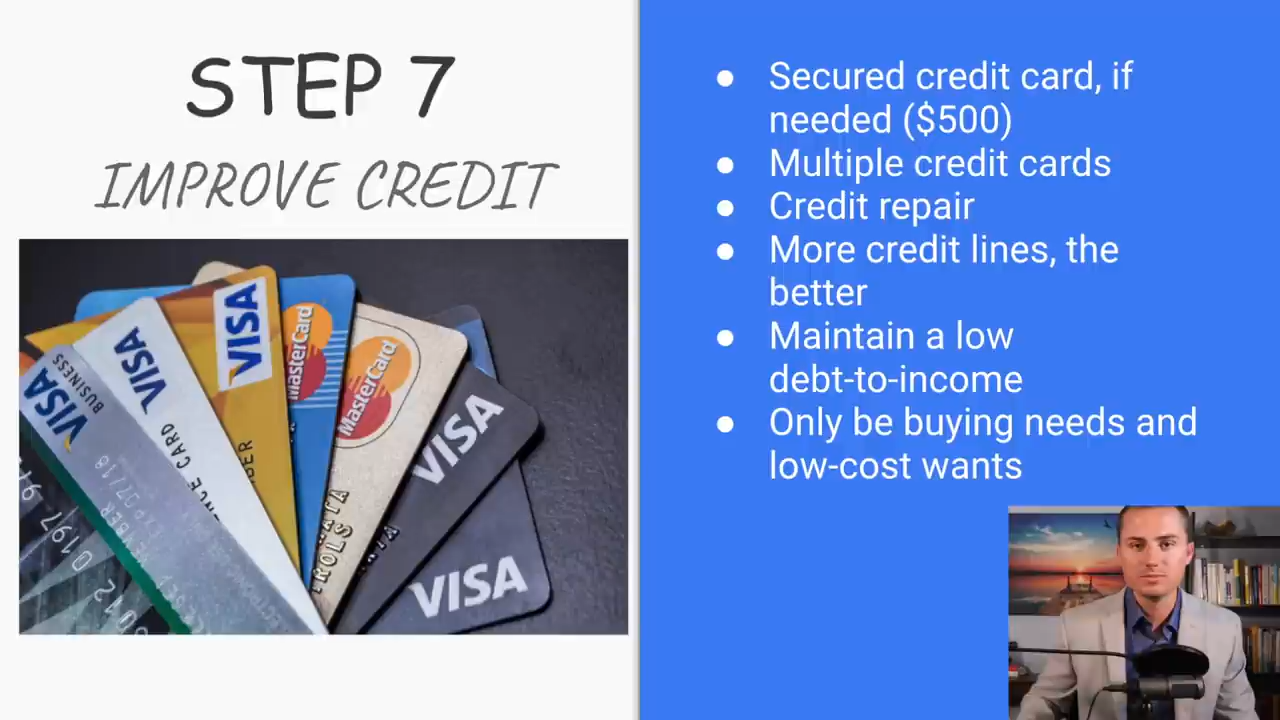 STEP 7
IMPROVE CREDIT
VISA
BUSINESS
VISA
VISA
MasterCard
MasterCard
VISA
VISA
Secured credit card, if
needed ($500)
Multiple credit cards
Credit repair
More credit lines, the
better
Maintain a low
debt-to-income
Only be buying needs and
low-cost wants